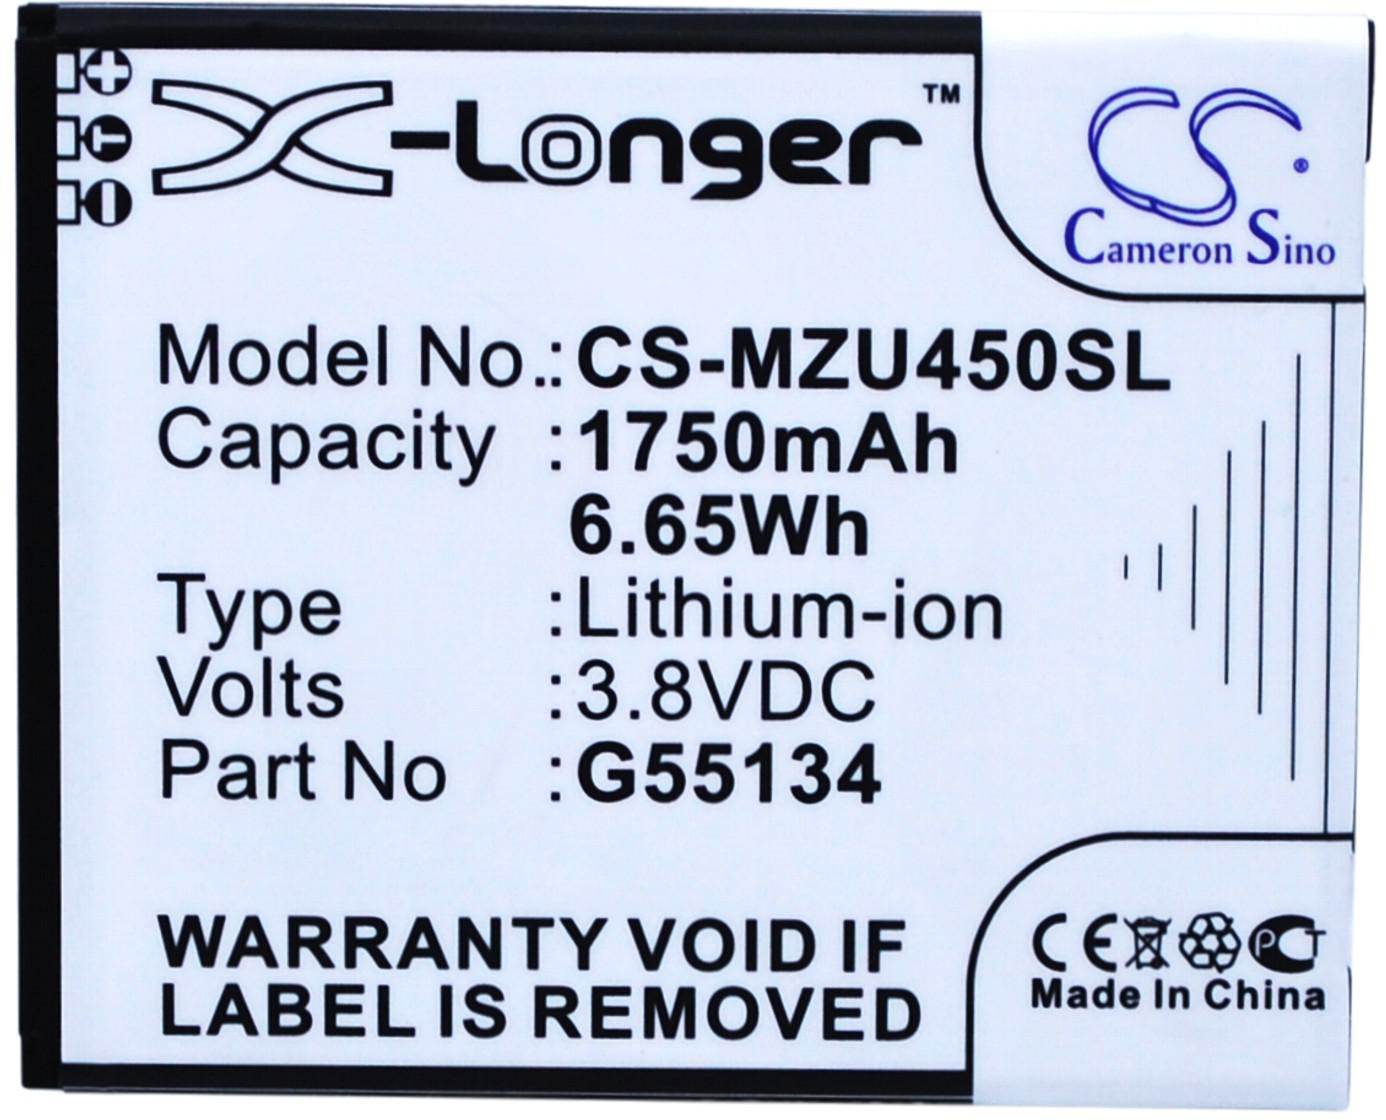 X-Longer™
CS®
Cameron Sino
Model No.: CS-MZU450SL
Capacity : 1750mAh
6.65Wh
Type : Lithium-ion
Volts : 3.8VDC
Part No : G55134
WARRANTY VOID IF
LABEL IS REMOVED
CE PCT
Made In China